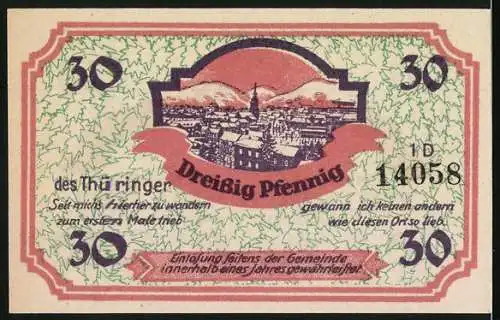 30
30
Dreißig Pfennig
1D
14058
des Thüringer
Seit mich's hierher zu wandern
zum ersten Male trieb
gewann ich keinen andern
wie diesen Ort so lieb.
30
30
Einlösung seitens der Gemeinde
innerhalb eines Jahres gewährleistet